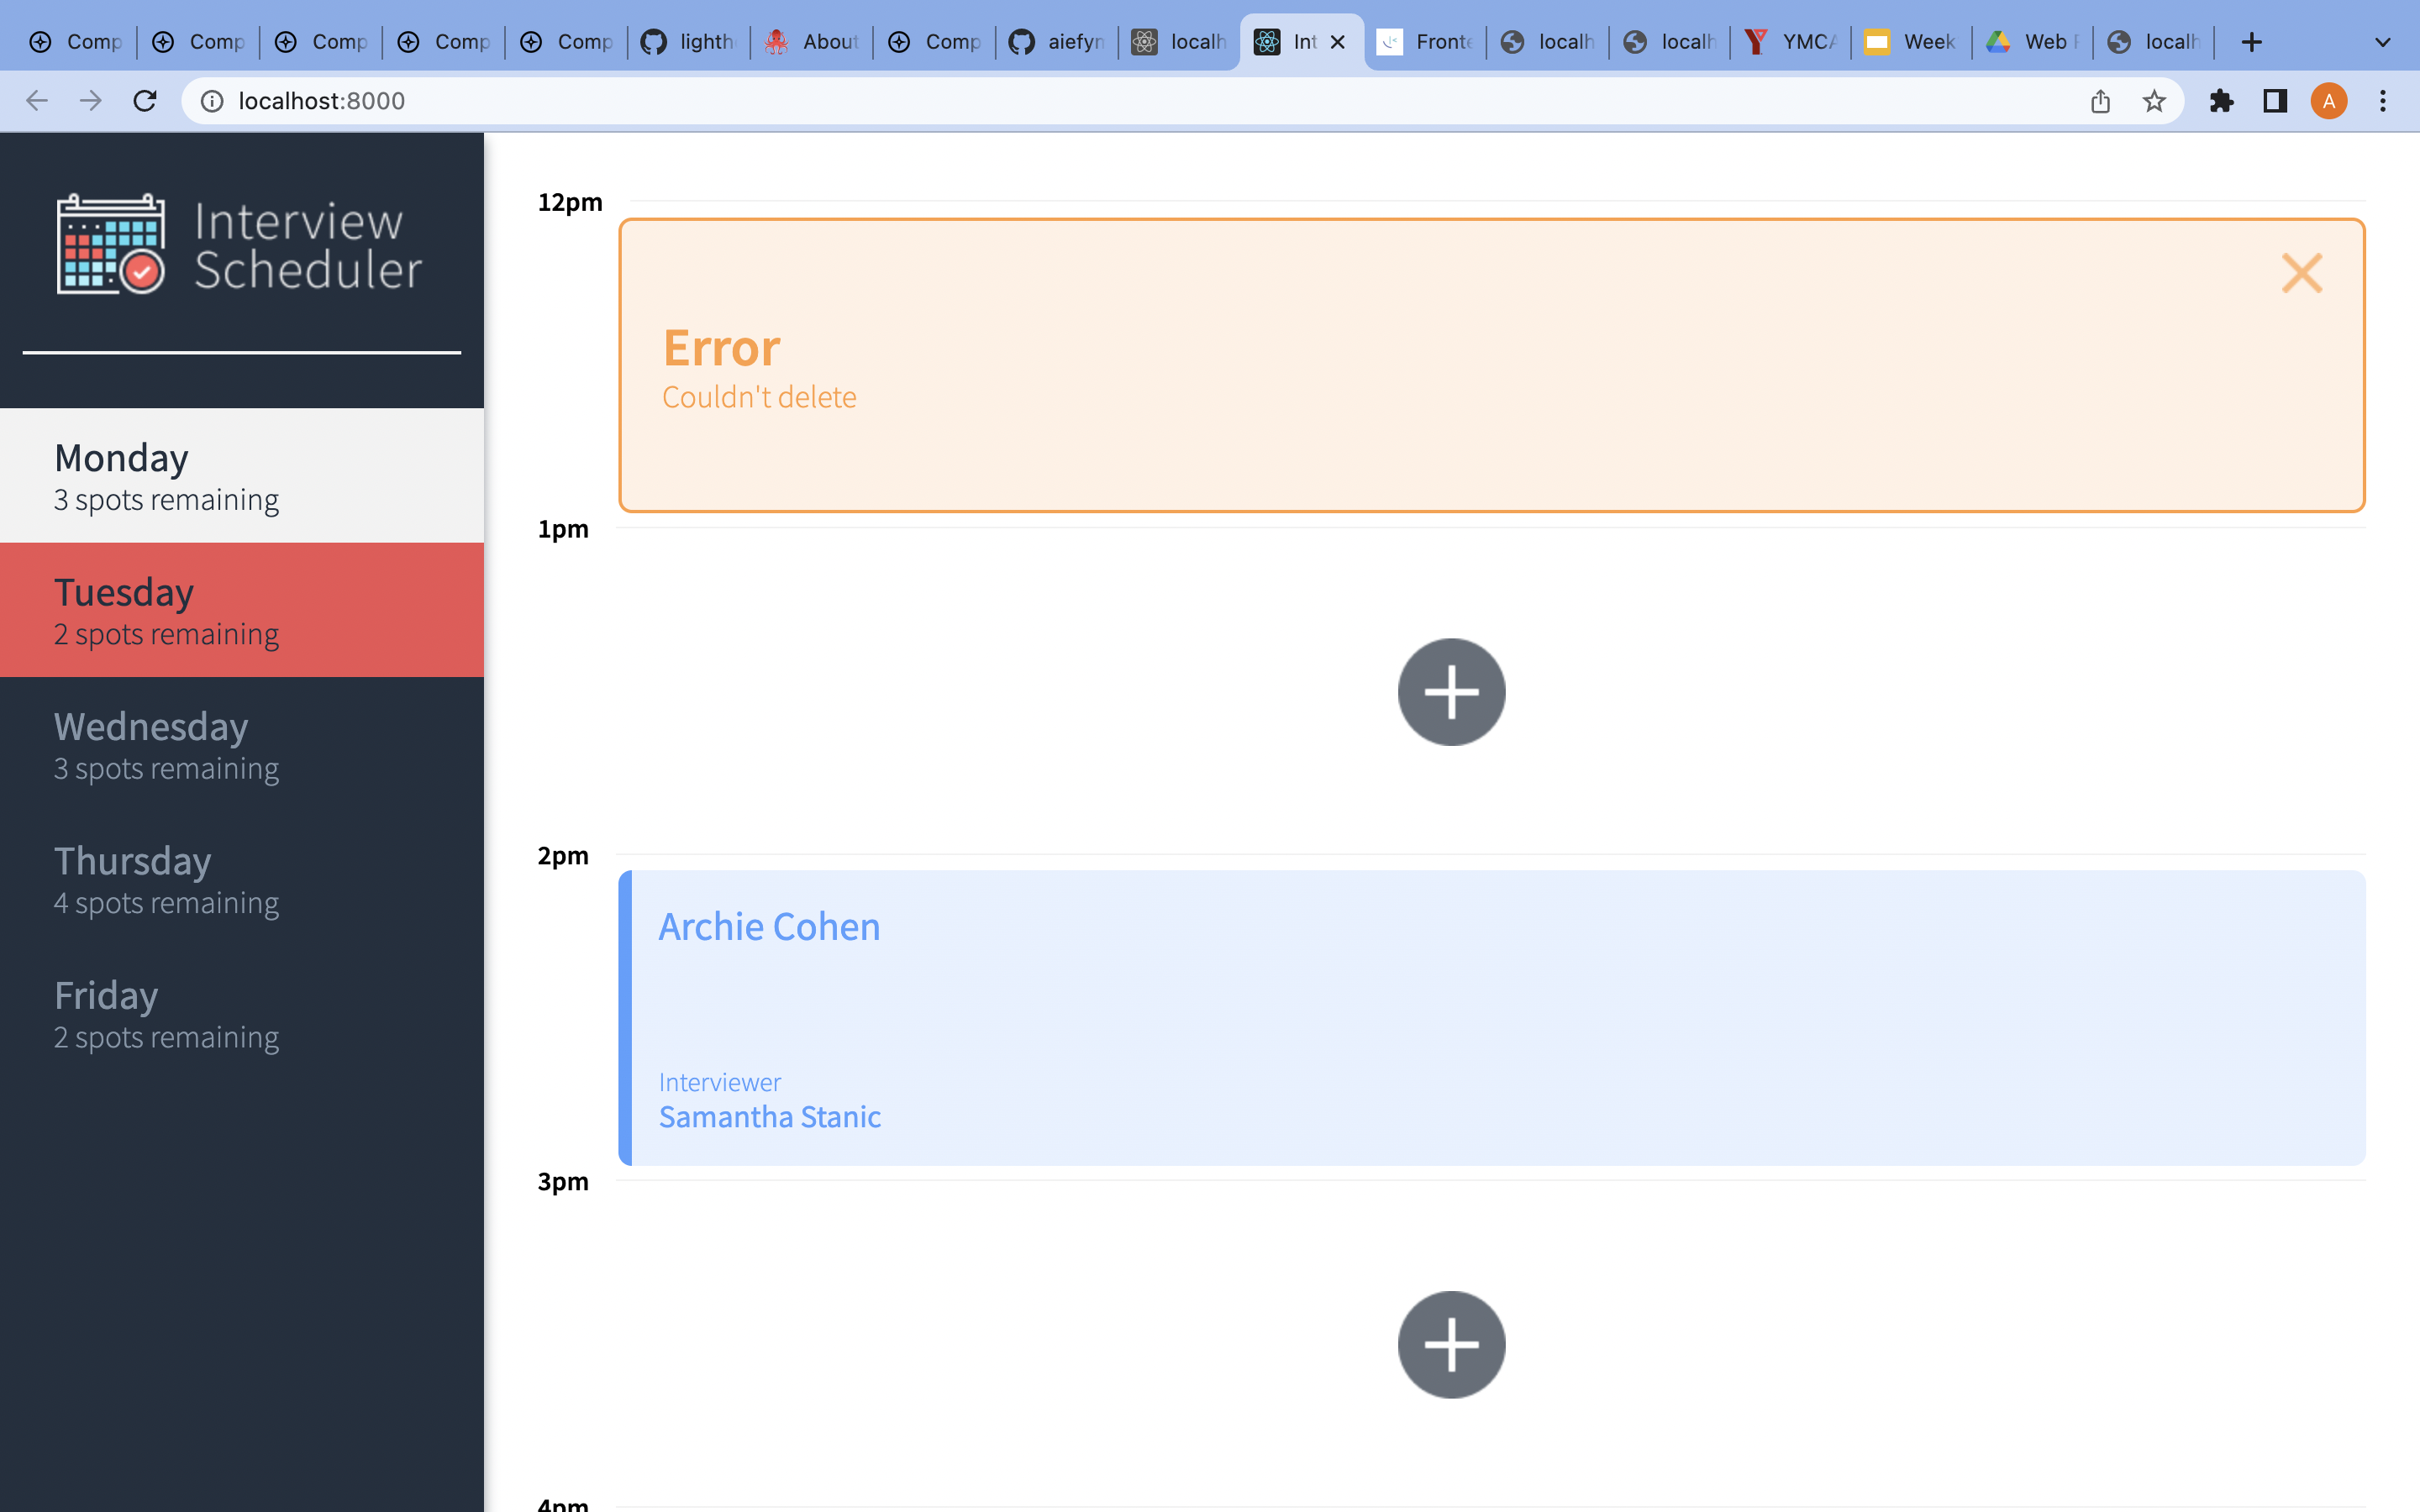 Comp Comp Comp Comp Comp lighth About Comp aiefyn localh Int Fronte localh localh YMCA Week Web localh
localhost:8000
A
Interview
Scheduler
Monday
3 spots remaining
Tuesday
2 spots remaining
Wednesday
3 spots remaining
Thursday
4 spots remaining
Friday
2 spots remaining
12pm
Error
Couldn't delete
1pm
2pm
Archie Cohen
Interviewer
Samantha Stanic
3pm
4pm